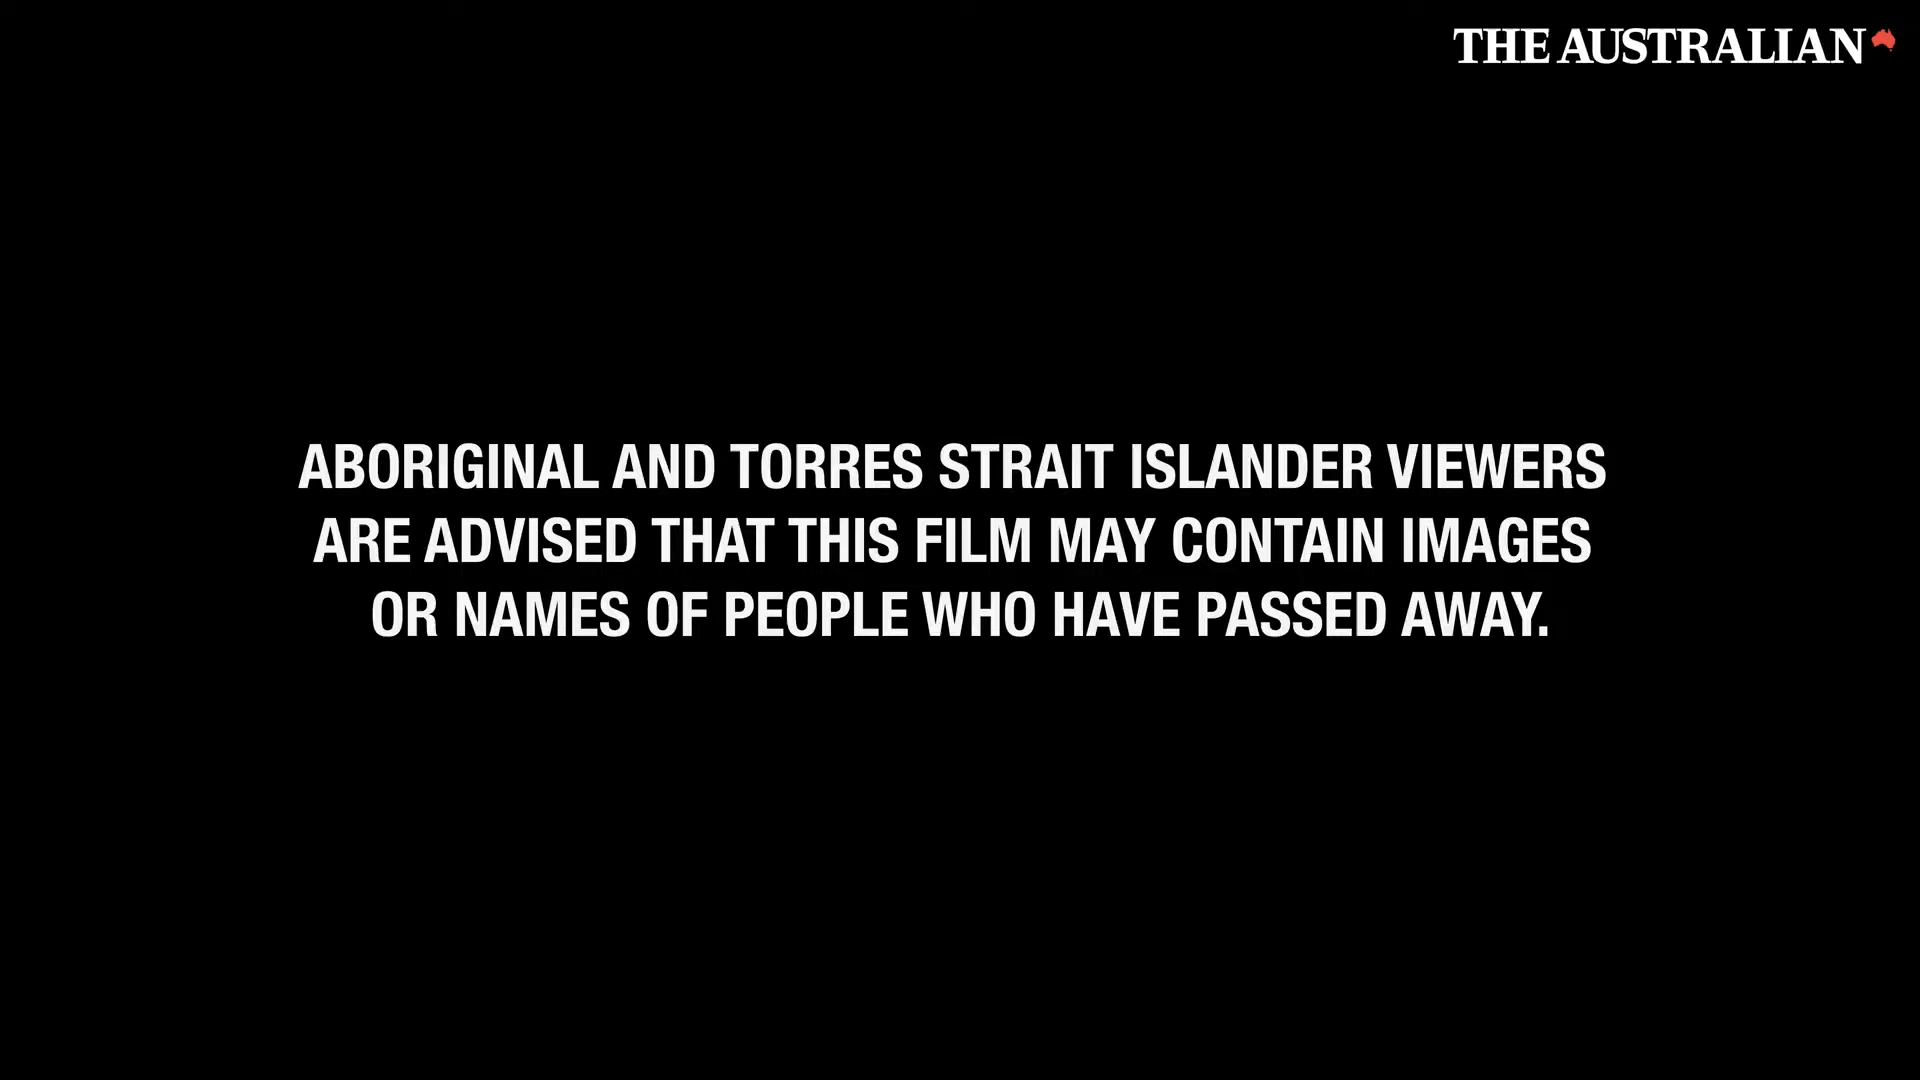 THE AUSTRALIAN
ABORIGINAL AND TORRES STRAIT ISLANDER VIEWERS
ARE ADVISED THAT THIS FILM MAY CONTAIN IMAGES
OR NAMES OF PEOPLE WHO HAVE PASSED AWAY.